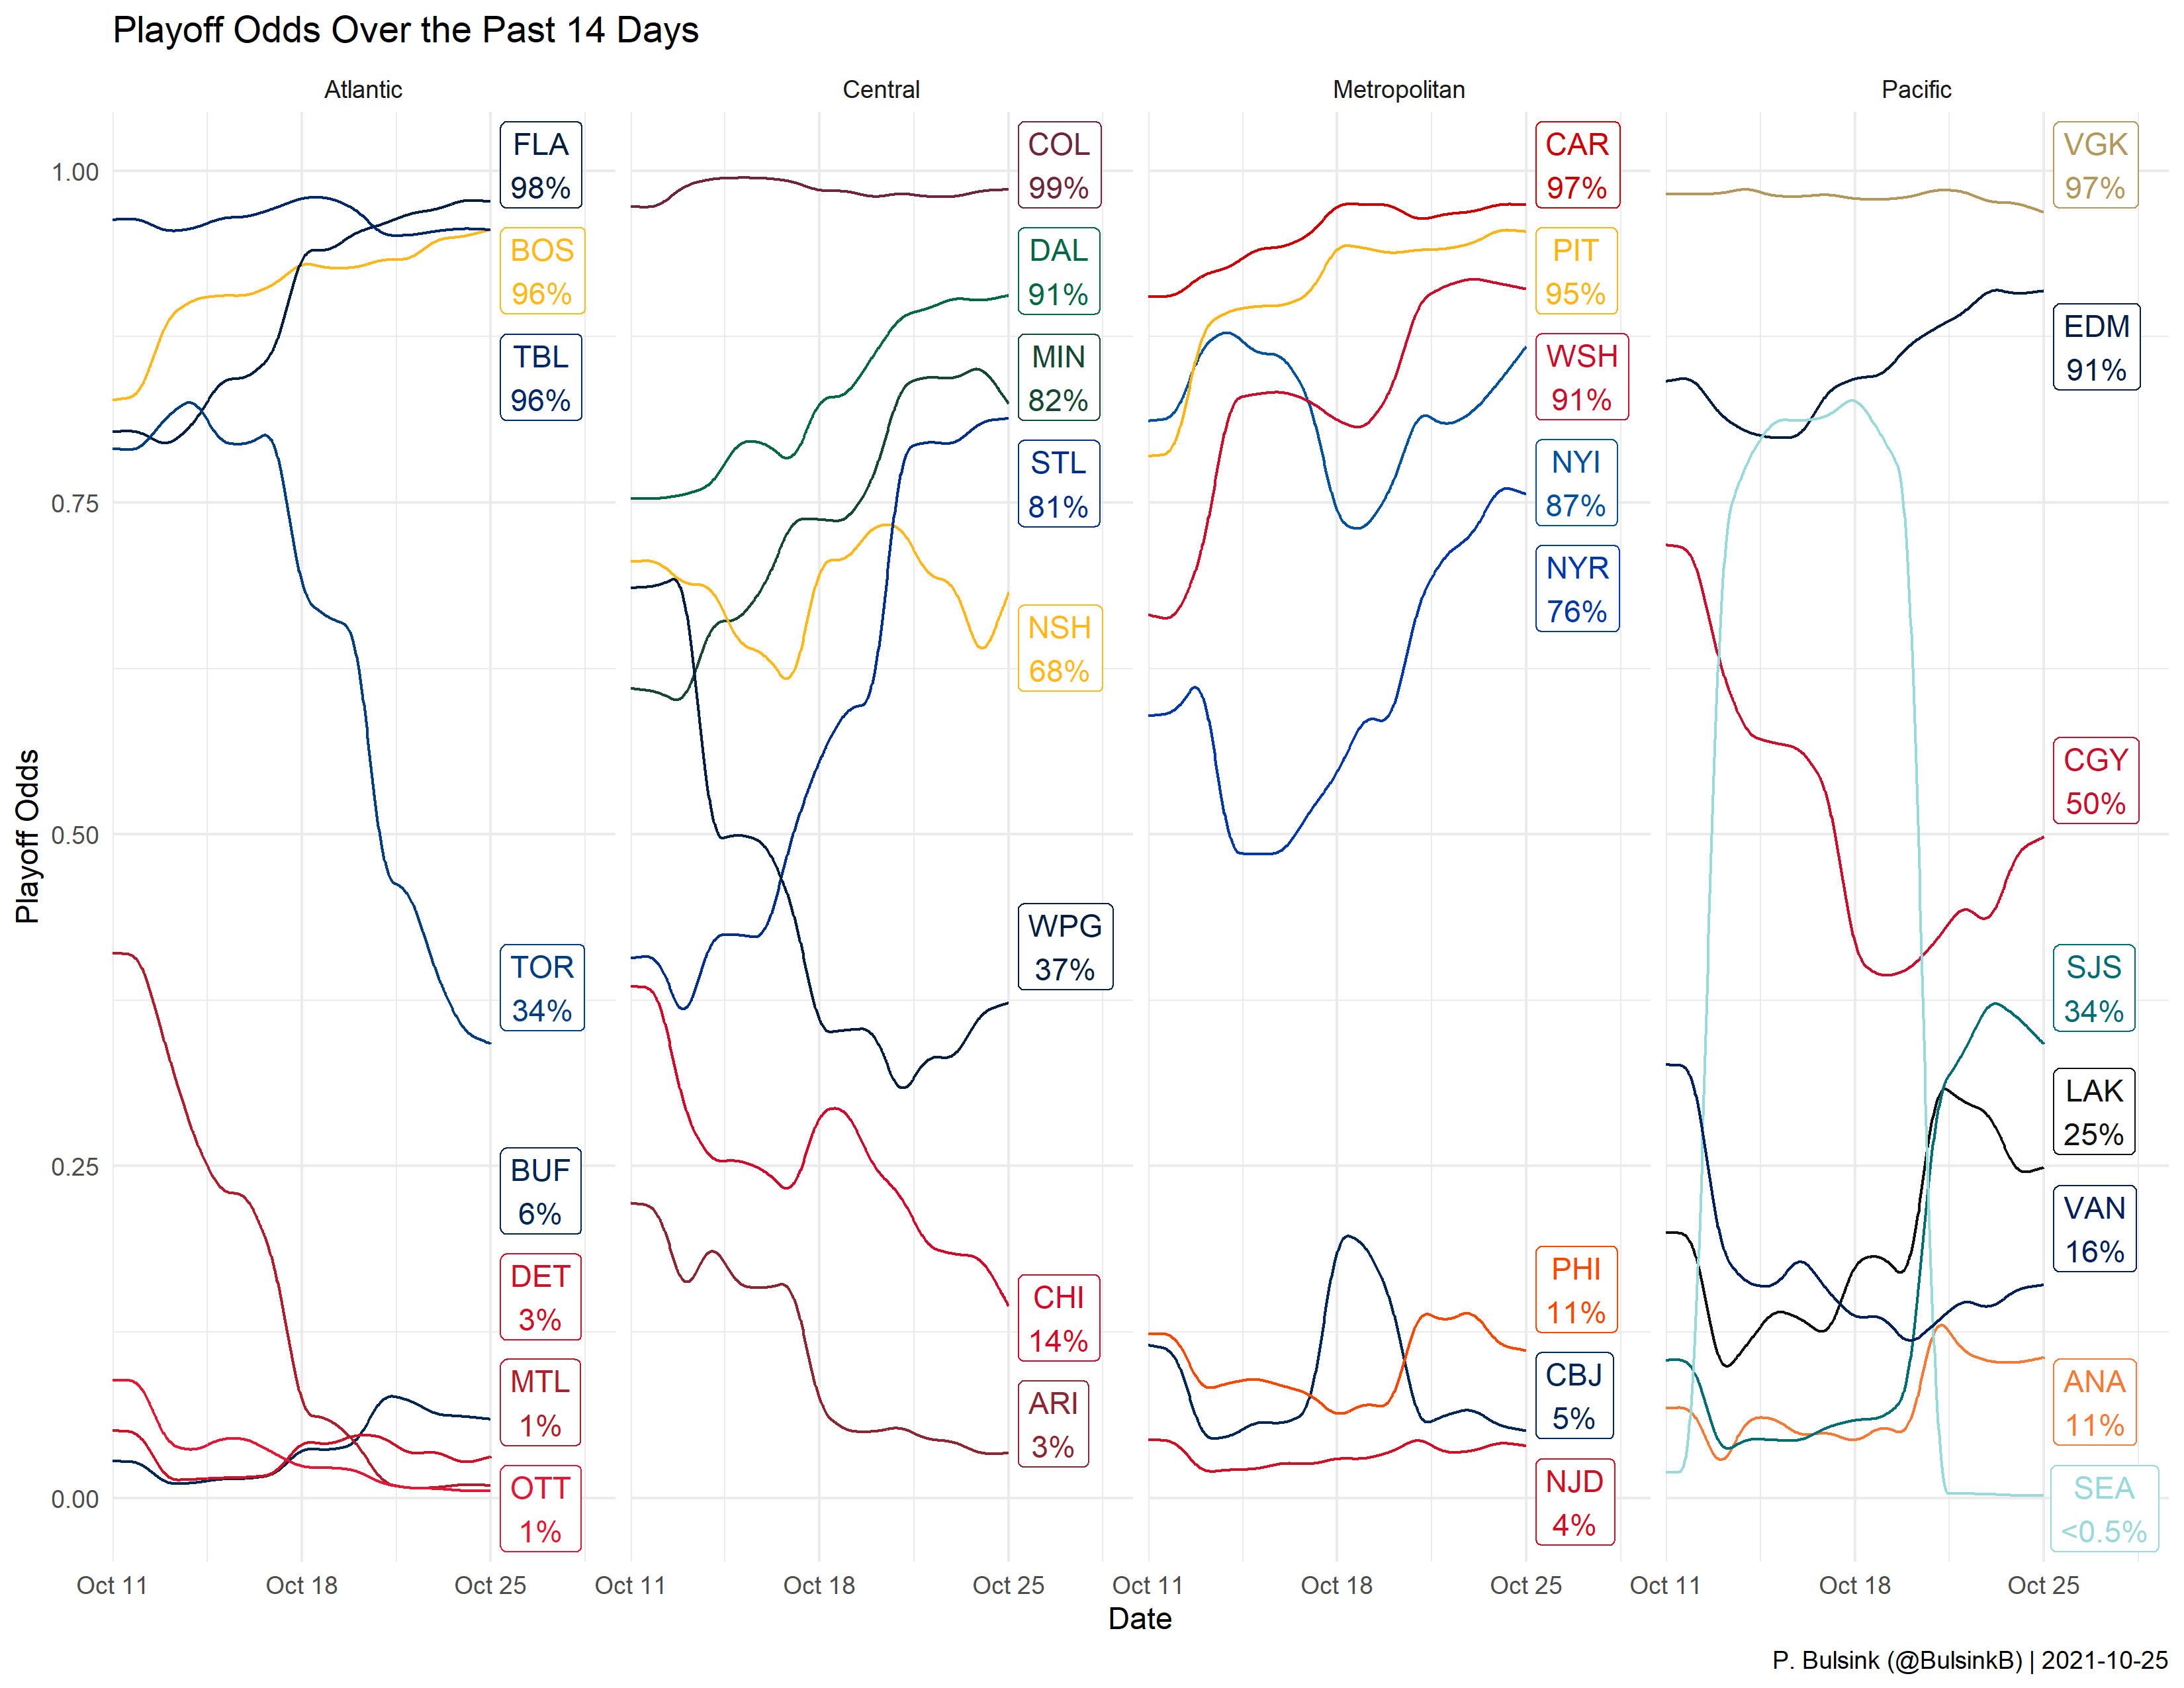 Playoff Odds Over the Past 14 Days
Atlantic
Central
Metropolitan
Pacific
Playoff Odds
1.00
0.75
0.50
0.25
0.00
FLA
98%
BOS
96%
TBL
96%
TOR
34%
BUF
6%
DET
3%
MTL
1%
OTT
1%
COL
99%
DAL
91%
MIN
82%
STL
81%
NSH
68%
WPG
37%
CHI
14%
ARI
3%
CAR
97%
PIT
95%
WSH
91%
NYI
87%
NYR
76%
PHI
11%
CBJ
5%
NJD
4%
VGK
97%
EDM
91%
CGY
50%
SJS
34%
LAK
25%
VAN
16%
ANA
11%
SEA
<0.5%
Oct 11 Oct 18 Oct 25 Oct 11 Oct 18 Oct 25 Oct 11 Oct 18 Oct 25 Oct 11 Oct 18 Oct 25
Date
P. Bulsink (@BulsinkB) | 2021-10-25